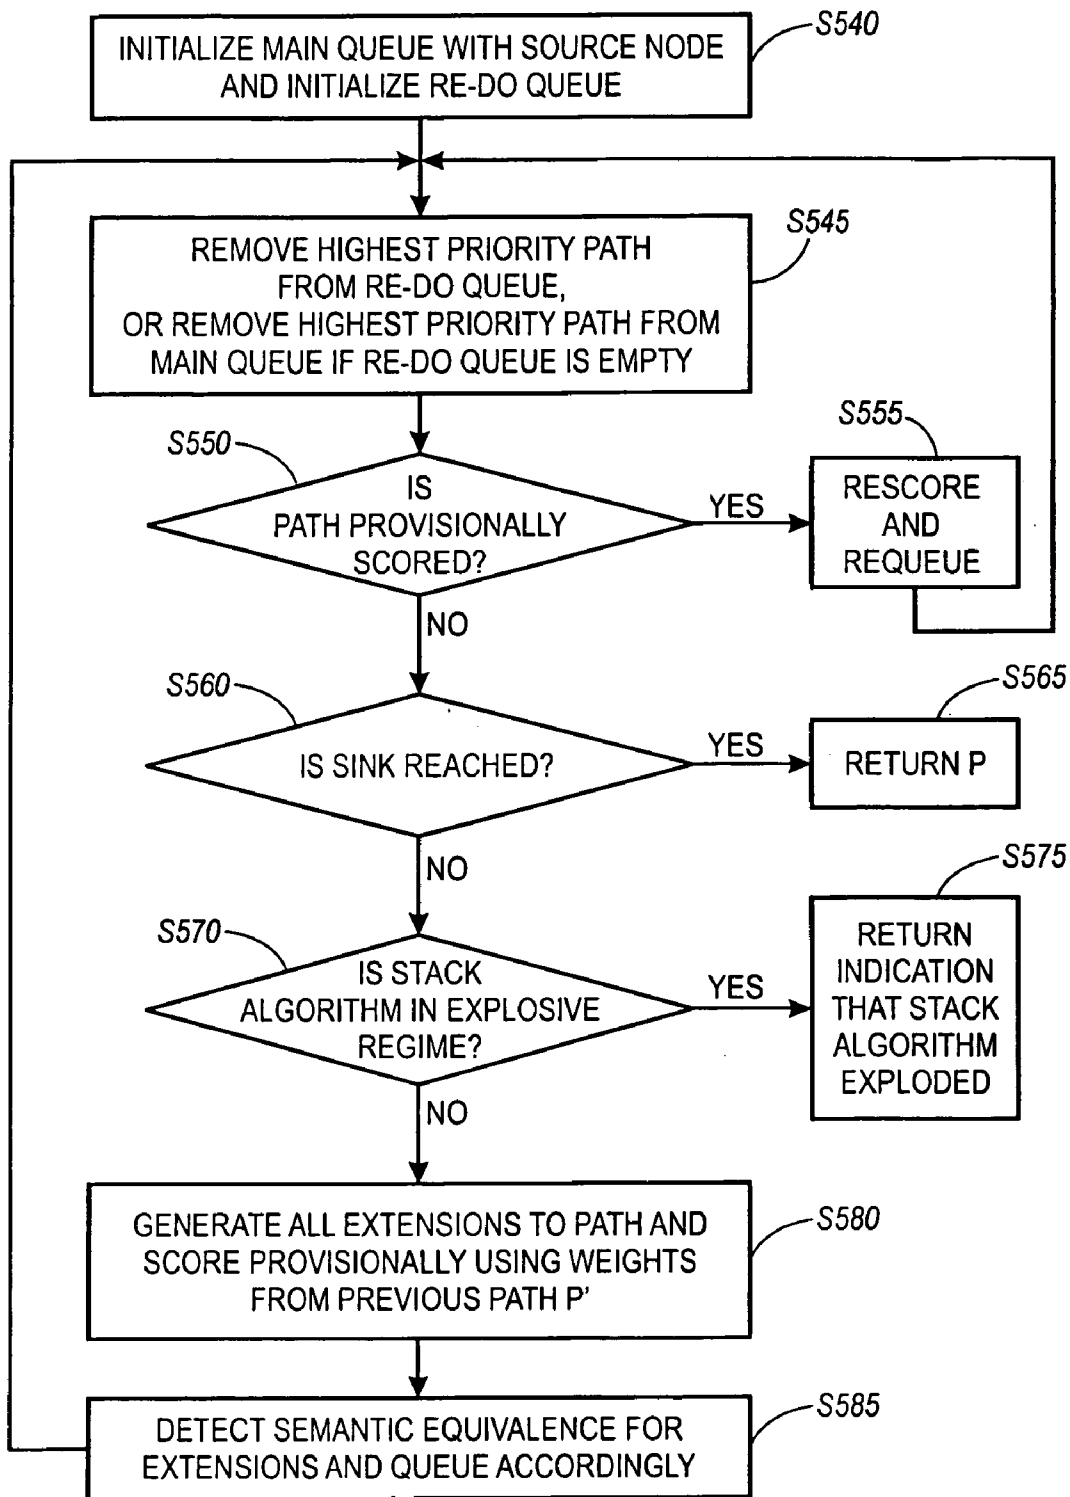 S540
INITIALIZE MAIN QUEUE WITH SOURCE NODE
AND INITIALIZE RE-DO QUEUE
S545
REMOVE HIGHEST PRIORITY PATH
FROM RE-DO QUEUE,
OR REMOVE HIGHEST PRIORITY PATH FROM
MAIN QUEUE IF RE-DO QUEUE IS EMPTY
S550
IS
PATH PROVISIONALLY
SCORED?
YES
S555
RESCORE
AND
REQUEUE
NO
S560
IS SINK REACHED?
YES
S565
RETURN P
NO
S570
IS STACK
ALGORITHM IN EXPLOSIVE
REGIME?
YES
S575
RETURN
INDICATION
THAT STACK
ALGORITHM
EXPLODED
NO
S580
GENERATE ALL EXTENSIONS TO PATH AND
SCORE PROVISIONALLY USING WEIGHTS
FROM PREVIOUS PATH P'
S585
DETECT SEMANTIC EQUIVALENCE FOR
EXTENSIONS AND QUEUE ACCORDINGLY